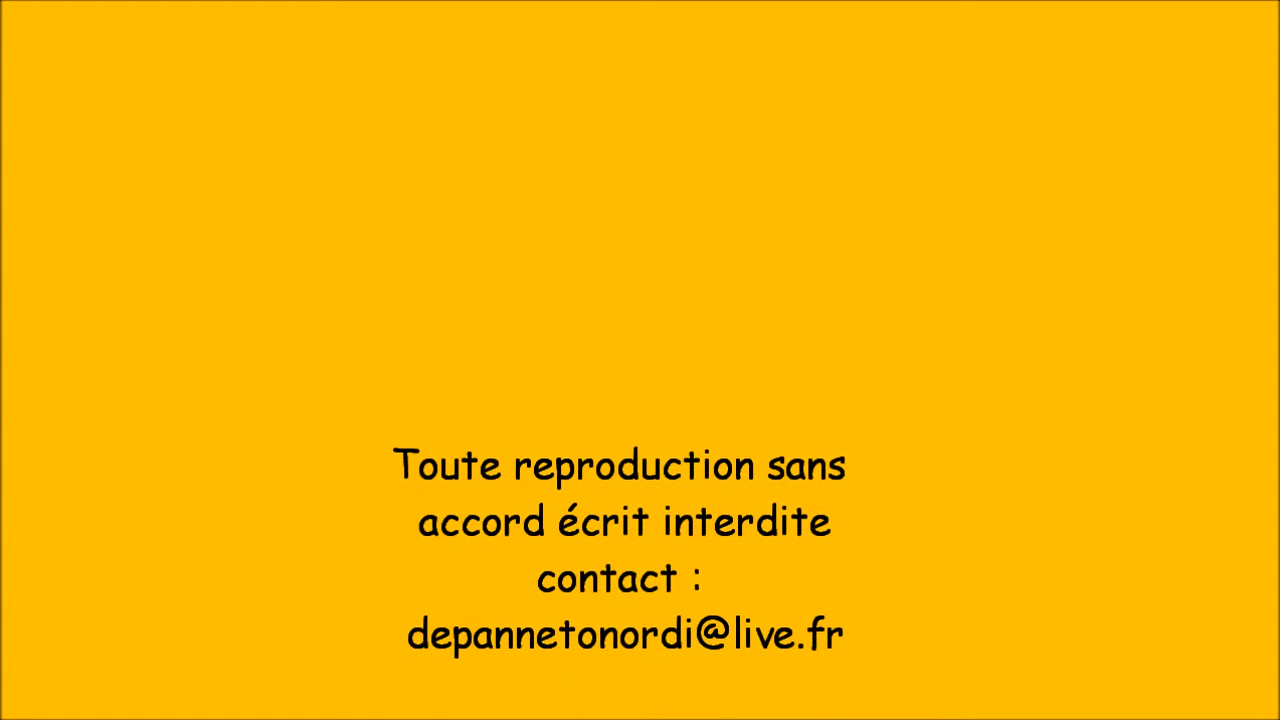 Toute reproduction sans
accord écrit interdite
contact :
depannetonordi@live.fr